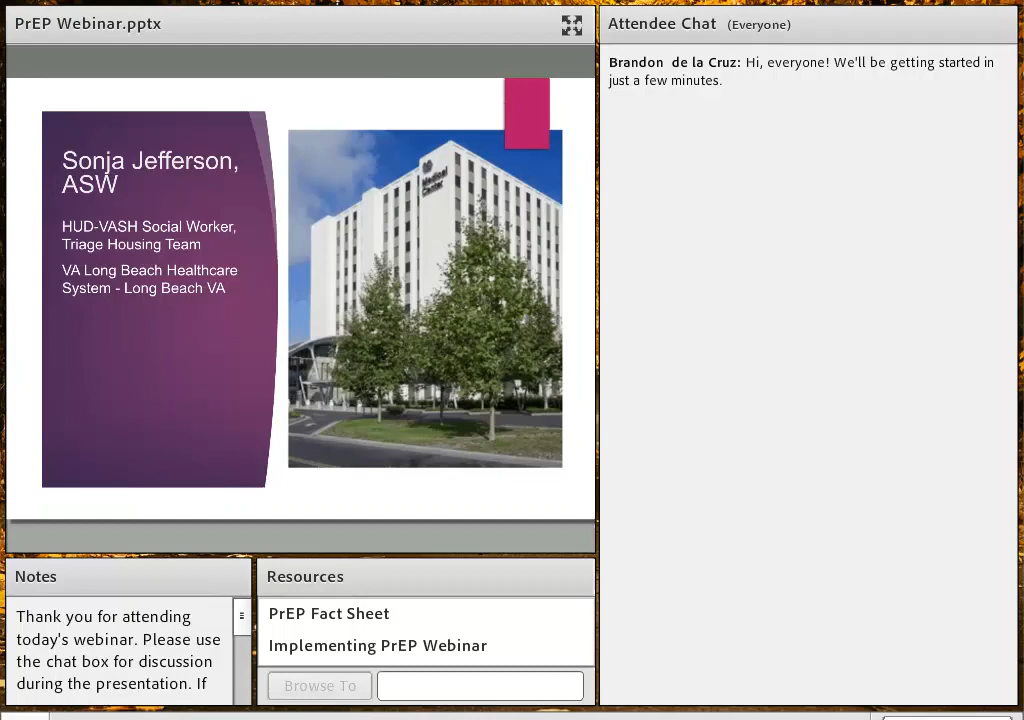 PrEP Webinar.pptx
Sonja Jefferson,
ASW
HUD-VASH Social Worker,
Triage Housing Team
VA Long Beach Healthcare
System - Long Beach VA
Medical
Center
Attendee Chat (Everyone)
Brandon de la Cruz: Hi, everyone! We'll be getting started in
just a few minutes.
Notes
Thank you for attending
today's webinar. Please use
the chat box for discussion
during the presentation. If
Resources
PrEP Fact Sheet
Implementing PrEP Webinar
Browse To